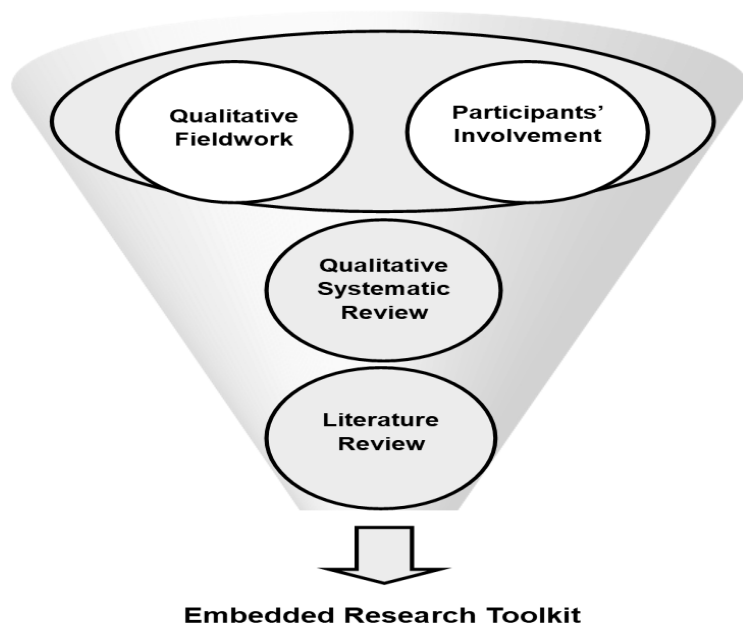 Qualitative
Fieldwork
Participants'
Involvement
Qualitative
Systematic
Review
Literature
Review
Embedded Research Toolkit